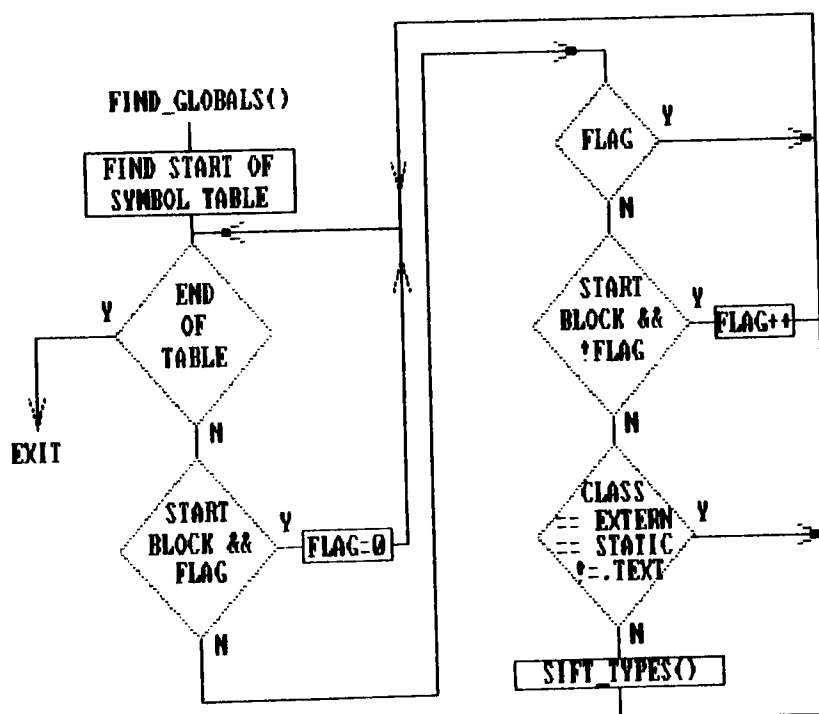 FIND_GLOBALS()
FIND START OF
SYMBOL TABLE
END
OF
TABLE
Y
N
EXIT
START
BLOCK &&
FLAG
Y
FLAG=0
N
FLAG
Y
N
START
BLOCK &&
!FLAG
Y
FLAG++
N
CLASS
== EXTERN
== STATIC
!=.TEXT
Y
N
SIFT_TYPES()